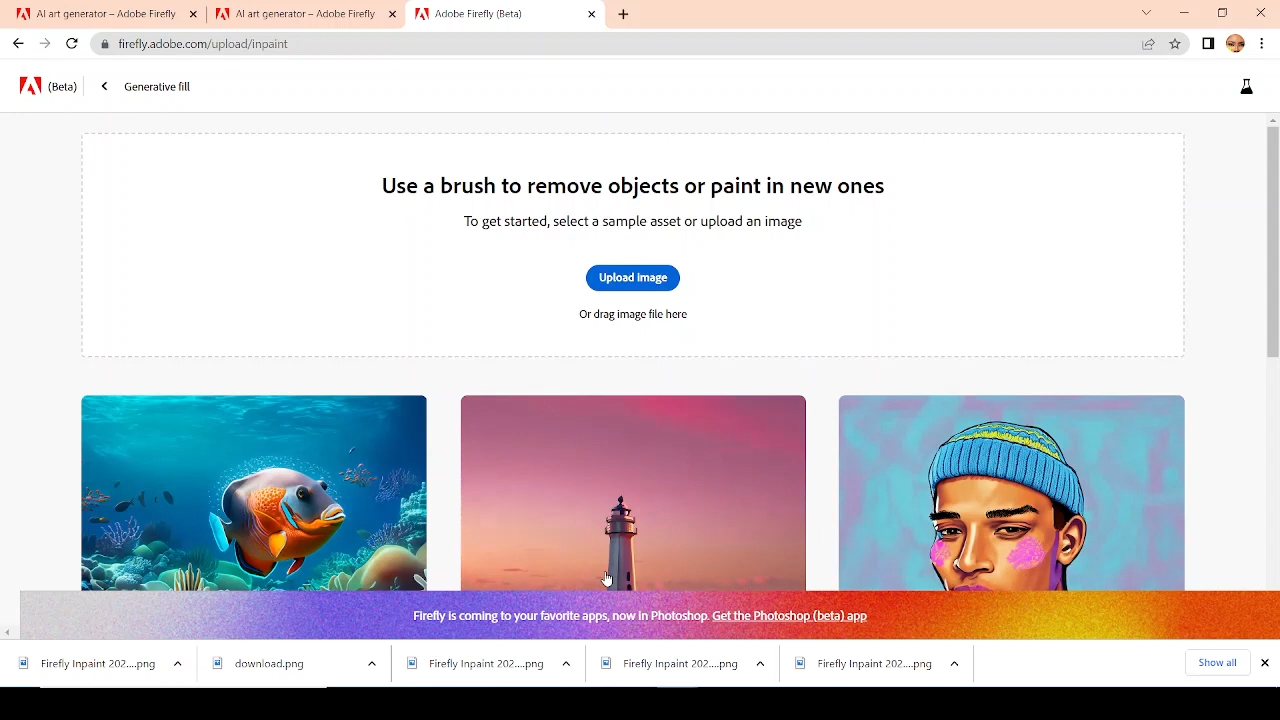 AI art generator – Adobe Firefly
AI art generator – Adobe Firefly
Adobe Firefly (Beta)
firefly.adobe.com/upload/inpaint
(Beta)
Generative fill
Use a brush to remove objects or paint in new ones
To get started, select a sample asset or upload an image
Upload image
Or drag image file here
Firefly is coming to your favorite apps, now in Photoshop. Get the Photoshop (beta) app
Firefly Inpaint 202....png
download.png
Firefly Inpaint 202....png
Firefly Inpaint 202....png
Firefly Inpaint 202....png
Show all